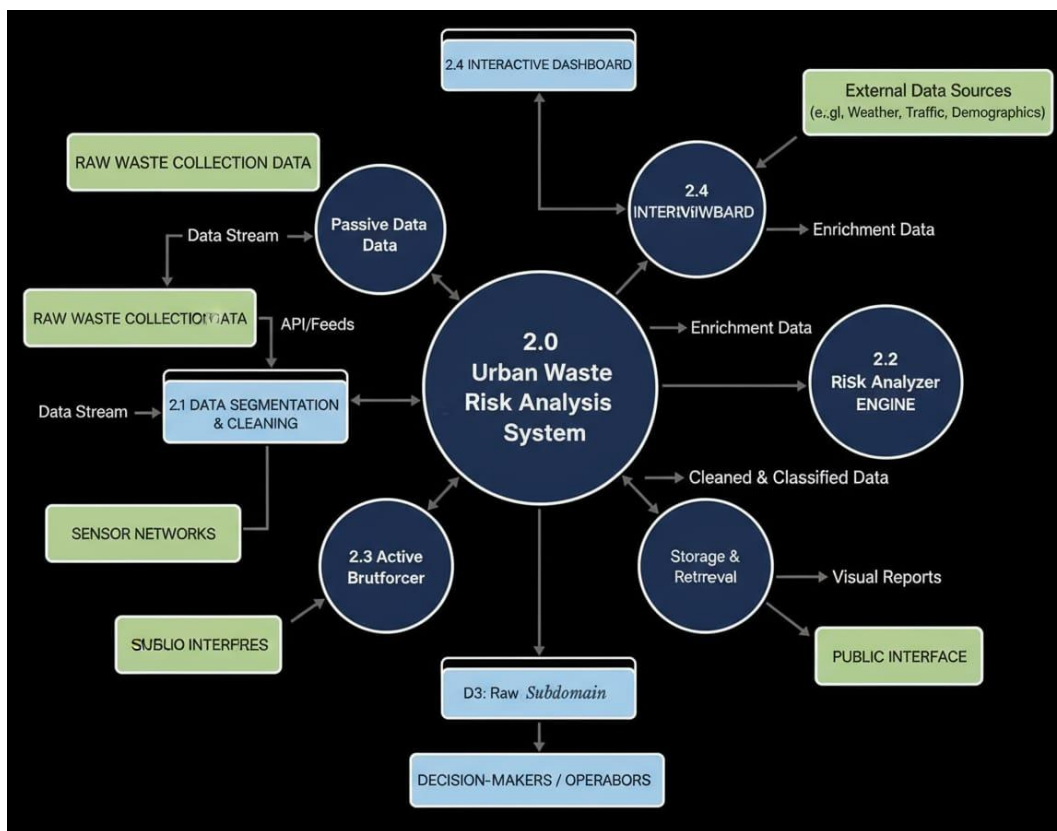 2.4 INTERACTIVE DASHBOARD
External Data Sources
(e..gl, Weather, Traffic, Demographics)
RAW WASTE COLLECTION DATA
Passive Data
Data
2.4
Data Stream
Enrichment Data
RAW WASTE COLLECTION
API/Feeds
2.0
Urban Waste
Risk Analysis
System
Enrichment Data
2.2
Risk Analyzer
ENGINE
Data Stream
2.1 DATA SEGMENTATION
& CLEANING
Cleaned & Classified Data
SENSOR NETWORKS
2.3 Active
Brutforcer
Storage &
Visual Reports
PUBLIC INTERFACE
D3: Raw Subdomain
DECISION-MAKERS / OPERABORS